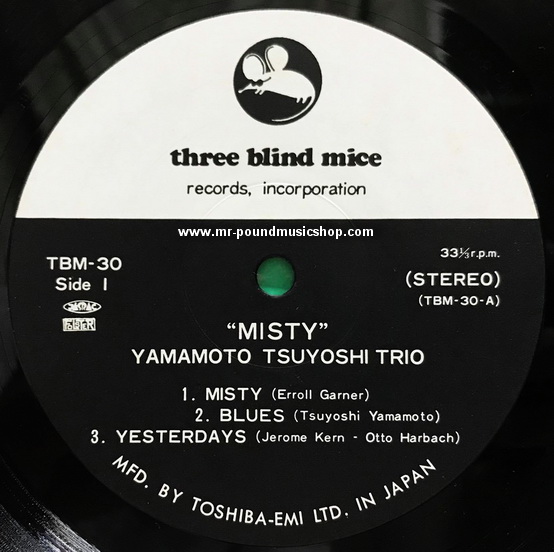 three blind mice
records, incorporation
www.mr-poundmusicshop.com
TBM-30
Side 1
33⅓r.p.m.
(STEREO)
(TBM-30-A)
JASRAC
"MISTY"
YAMAMOTO TSUYOSHI TRIO
1. MISTY (Erroll Garner)
2. BLUES (Tsuyoshi Yamamoto)
3. YESTERDAYS (Jerome Kern - Otto Harbach)
MFD. BY TOSHIBA-EMI LTD. IN JAPAN